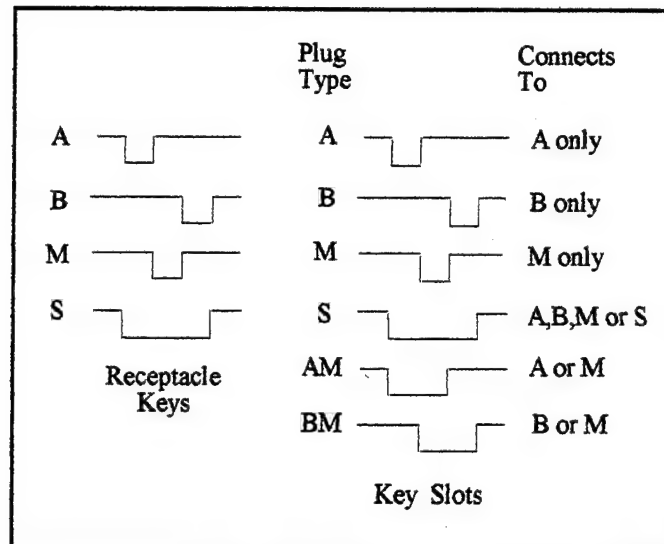 Plug Type
Connects To
A
A
A only
B
B
B only
M
M
M only
S
S
A,B,M or S
Receptacle Keys
AM
A or M
BM
B or M
Key Slots